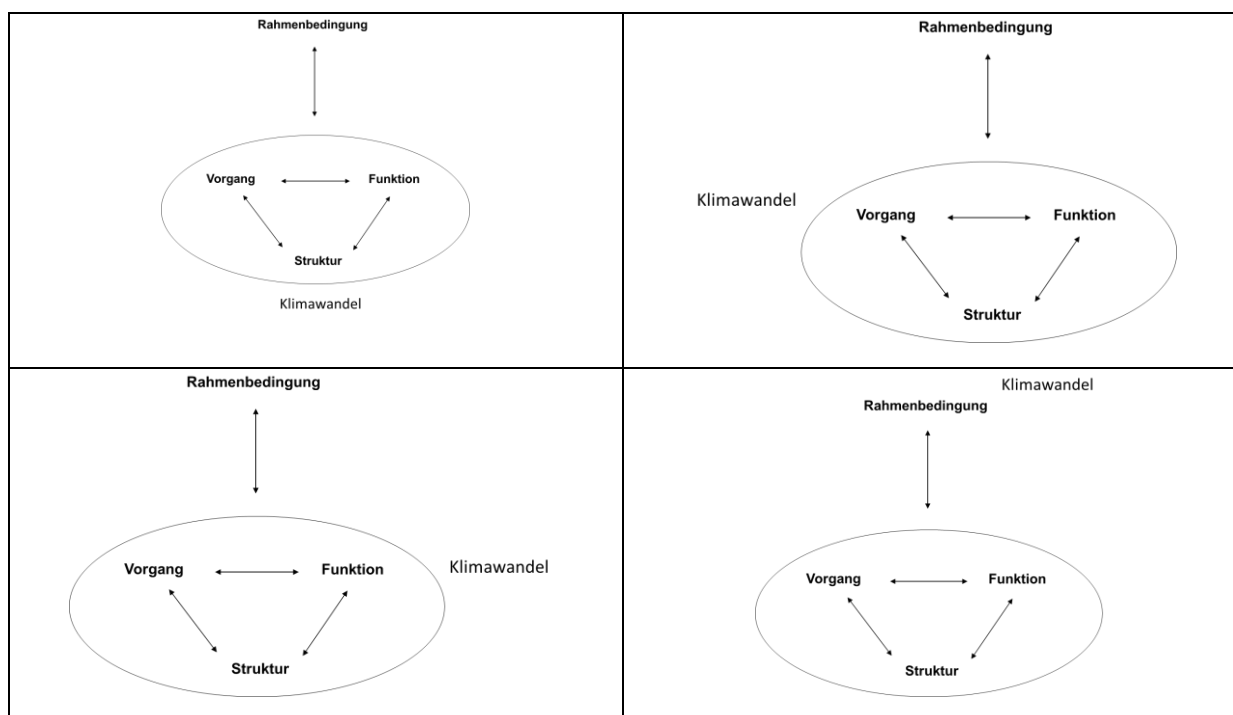 Rahmenbedingung
Vorgang Funktion
Struktur
Klimawandel
Rahmenbedingung
Klimawandel Vorgang Funktion
Struktur
Rahmenbedingung
Vorgang Funktion Klimawandel
Struktur
Klimawandel
Rahmenbedingung
Vorgang Funktion
Struktur